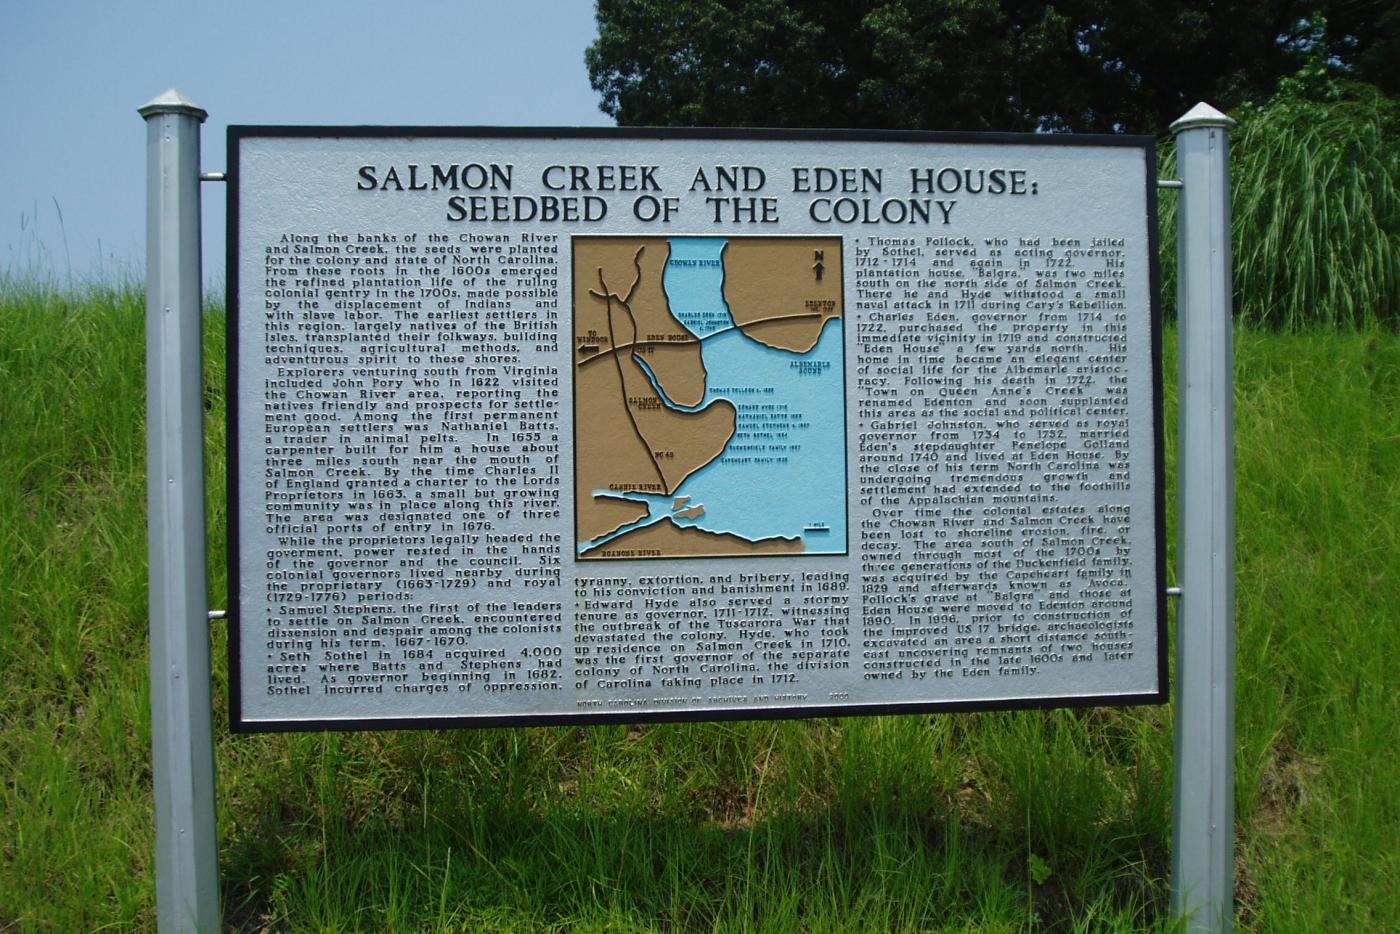 SALMON CREEK AND EDEN HOUSE:
SEEDBED OF THE COLONY
Along the banks of the Chowan River
and Salmon Creek, the seeds were planted
for the colony and state of North Carolina.
From these roots in the 1600s emerged
the refined plantation life of the ruling
colonial gentry in the 1700s, made possible
by the displacement of Indians and
with slave labor. The earliest settlers in
this region, largely natives of the British
Isles, transplanted their folkways, building
techniques, agricultural methods, and
adventurous spirit to these shores.
Explorers venturing south from Virginia
included John Pory who in 1622 visited
the Chowan River area, reporting the
natives friendly and prospects for settle-
ment good. Among the first permanent
European settlers was Nathaniel Batts,
a trader in animal pelts. In 1655 a
carpenter built for him a house about
three miles south near the mouth of
Salmon Creek. By the time Charles II
of England granted a charter to the Lords
Proprietors in 1663, a small but growing
community was in place along this river.
The area was designated one of three
official ports of entry in 1676.
While the proprietors legally headed the
goverment, power rested in the hands
of the governor and the council. Six
colonial governors lived nearby during
the proprietary (1663-1729) and royal
(1729-1776) periods:
• Samuel Stephens, the first of the leaders
to settle on Salmon Creek, encountered
dissension and despair among the colonists
during his term, 1667-1670.
• Seth Sothel in 1684 acquired 4,000
acres where Batts and Stephens had
lived. As governor beginning in 1682,
Sothel incurred charges of oppression,
CHOWAN RIVER
N
EDENTON
CHARLES EDEN 1719
GABRIEL JOHNSTON
TO
WINDSOR
EDEN HOUSE
US 17
ALBEMARLE
SOUND
THOMAS POLLOCK
SALMON
CREEK
EDWARD HYDE 1710
NATHANIEL BATTS 1655
SAMUEL STEPHENS
SETH SOTHEL
DUCKENFIELD FAMILY
CAPEHEART FAMILY 1829
NC 45
CASHIE RIVER
1 MILE
ROANOKE RIVER
tyranny, extortion, and bribery, leading
to his conviction and banishment in 1689.
• Edward Hyde also served a stormy
tenure as governor, 1711-1712, witnessing
the outbreak of the Tuscarora War that
devastated the colony. Hyde, who took
up residence on Salmon Creek in 1710,
was the first governor of the separate
colony of North Carolina, the division
of Carolina taking place in 1712.
• Thomas Pollock, who had been jailed
by Sothel, served as acting governor,
1712-1714 and again in 1722. His
plantation house, "Balgra," was two miles
south on the north side of Salmon Creek.
There he and Hyde withstood a small
naval attack in 1711 during Cary's Rebellion.
• Charles Eden, governor from 1714 to
1722, purchased the property in this
immediate vicinity in 1719 and constructed
"Eden House" a few yards north. His
home in time became an elegant center
of social life for the Albemarle aristoc-
racy. Following his death in 1722, the
"Town on Queen Anne's Creek" was
renamed Edenton and soon supplanted
this area as the social and political center.
• Gabriel Johnston, who served as royal
governor from 1734 to 1752, married
Eden's stepdaughter Penelope Golland
around 1740 and lived at Eden House. By
the close of his term North Carolina was
undergoing tremendous growth and
settlement had extended to the foothills
of the Appalachian mountains.
Over time the colonial estates along
the Chowan River and Salmon Creek have
been lost to shoreline erosion, fire, or
decay. The area south of Salmon Creek,
owned through most of the 1700s by
three generations of the Duckenfield family,
was acquired by the Capeheart family in
1829 and afterwards known as "Avoca."
Pollock's grave at "Balgra" and those at
Eden House were moved to Edenton around
1890. In 1996, prior to construction of
the improved US 17 bridge, archaeologists
excavated an area a short distance south-
east uncovering remnants of two houses
constructed in the late 1600s and later
owned by the Eden family.
NORTH CAROLINA DIVISION OF ARCHIVES AND HISTORY 2000